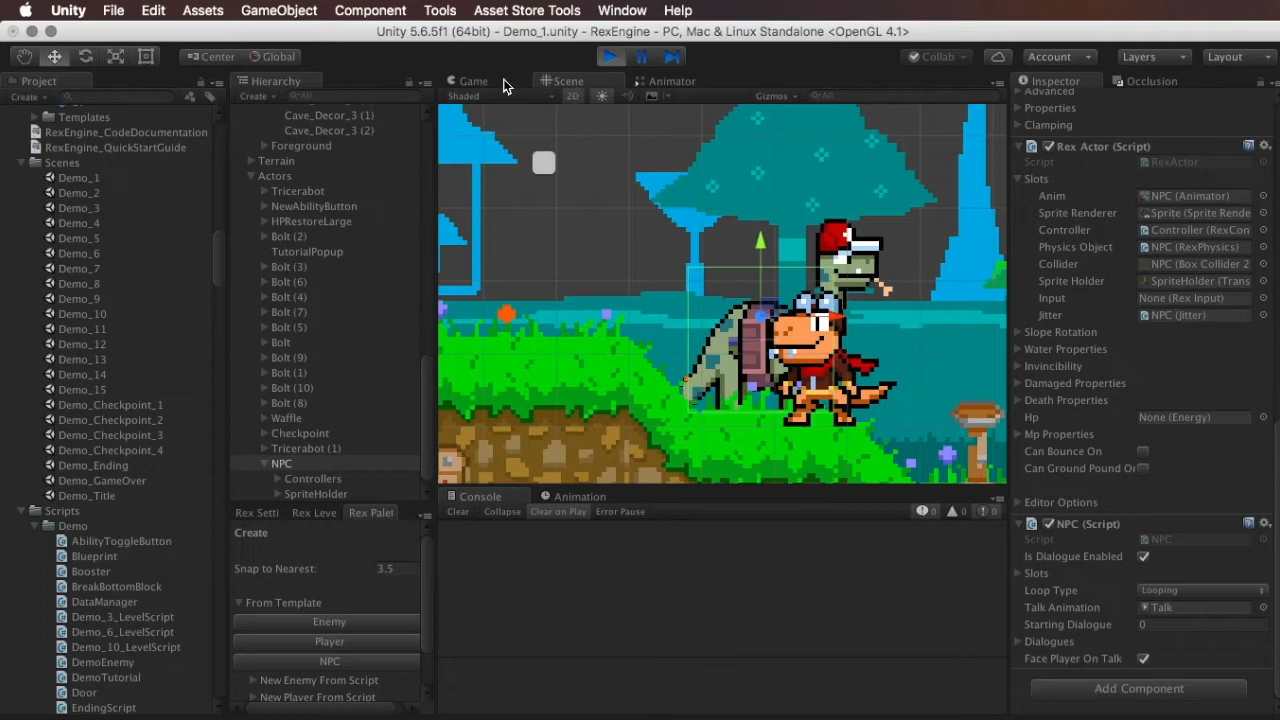 Unity File Edit Assets GameObject Component Tools Asset Store Tools Window Help
Unity 5.6.5f1 (64bit) - Demo_1.unity - RexEngine - PC, Mac & Linux Standalone <OpenGL 4.1>
Center Global Collab Account Layers Layout
Project
Create
Templates
RexEngine_CodeDocumentation
RexEngine_QuickStartGuide
Scenes
Demo_1
Demo_2
Demo_3
Demo_4
Demo_5
Demo_6
Demo_7
Demo_8
Demo_9
Demo_10
Demo_11
Demo_12
Demo_13
Demo_14
Demo_15
Demo_Checkpoint_1
Demo_Checkpoint_2
Demo_Checkpoint_3
Demo_Checkpoint_4
Demo_Ending
Demo_GameOver
Demo_Title
Scripts
Demo
AbilityToggleButton
Blueprint
Booster
BreakBottomBlock
DataManager
Demo_3_LevelScript
Demo_6_LevelScript
Demo_10_LevelScript
DemoEnemy
DemoTutorial
Door
EndingScript
Hierarchy
Create All
Cave_Decor_3 (1)
Cave_Decor_3 (2)
Foreground
Terrain
Actors
Tricerabot
NewAbilityButton
HPRestoreLarge
Bolt (2)
TutorialPopup
Bolt (3)
Bolt (6)
Bolt (4)
Bolt (7)
Bolt (5)
Bolt
Bolt (9)
Bolt (1)
Bolt (10)
Bolt (8)
Waffle
Checkpoint
Tricerabot (1)
NPC
Controllers
SpriteHolder
Rex Setti Rex Leve Rex Palet
Create
Snap to Nearest: 3.5
From Template
Enemy
Player
NPC
New Enemy From Script
New Player From Script
Game Scene Animator
Shaded 2D Gizmos All
Console Animation
Clear Collapse Clear on Play Error Pause 0 0 0
Inspector Occlusion
Advanced
Properties
Clamping
Rex Actor (Script)
Script RexActor
Slots
Anim NPC (Animator)
Sprite Renderer Sprite (Sprite Rende
Controller Controller (RexCon
Physics Object NPC (RexPhysics)
Collider NPC (Box Collider 2
Sprite Holder SpriteHolder (Trans
Input None (Rex Input)
Jitter NPC (Jitter)
Slope Rotation
Water Properties
Invincibility
Damaged Properties
Death Properties
Hp None (Energy)
Mp Properties
Can Bounce On
Can Ground Pound Or
Editor Options
NPC (Script)
Script NPC
Is Dialogue Enabled
Slots
Loop Type Looping
Talk Animation Talk
Starting Dialogue 0
Dialogues
Face Player On Talk
Add Component